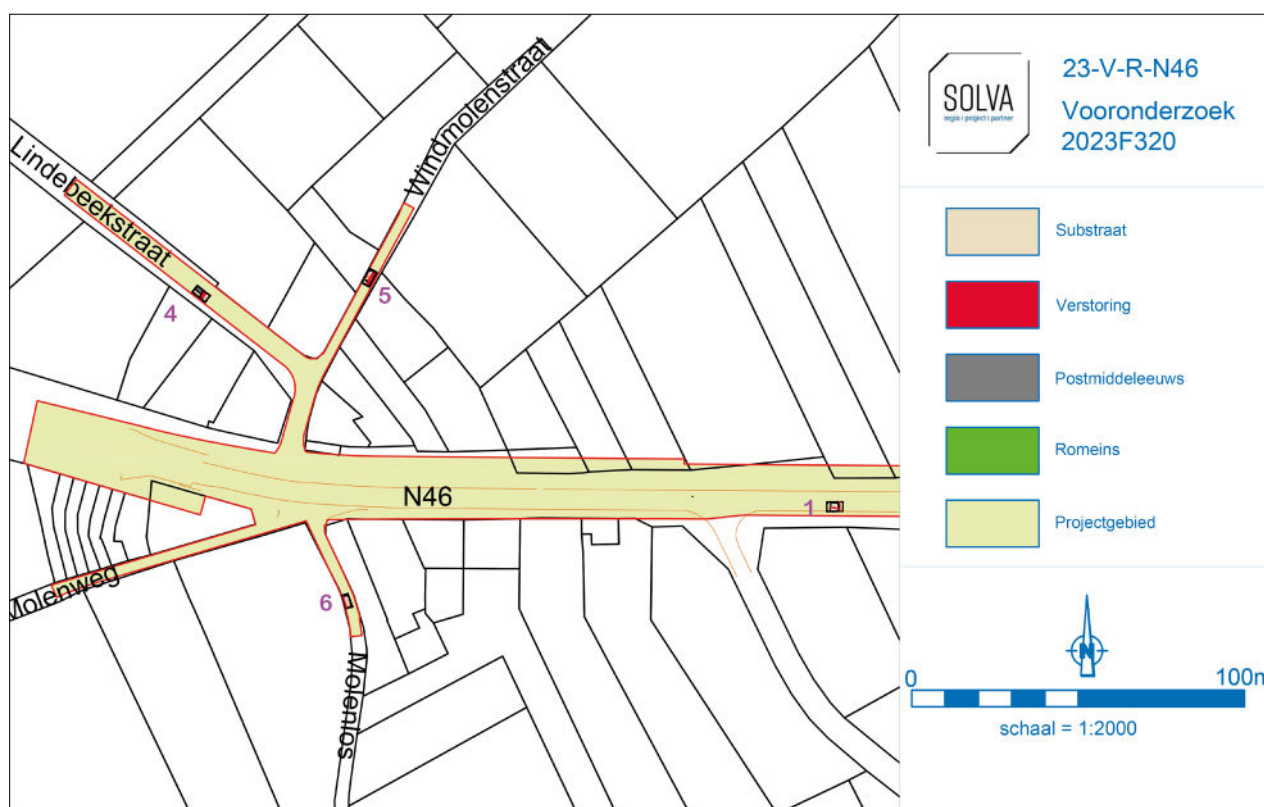 Windmolenstraat
Lindebeekstraat
5
4
N46
1
Molenweg
6
Molenlos
SOLVA
regio | project | partner
23-V-R-N46
Vooronderzoek
2023F320
Substraat
Verstoring
Postmiddeleeuws
Romeins
Projectgebied
N
0
100m
schaal = 1:2000